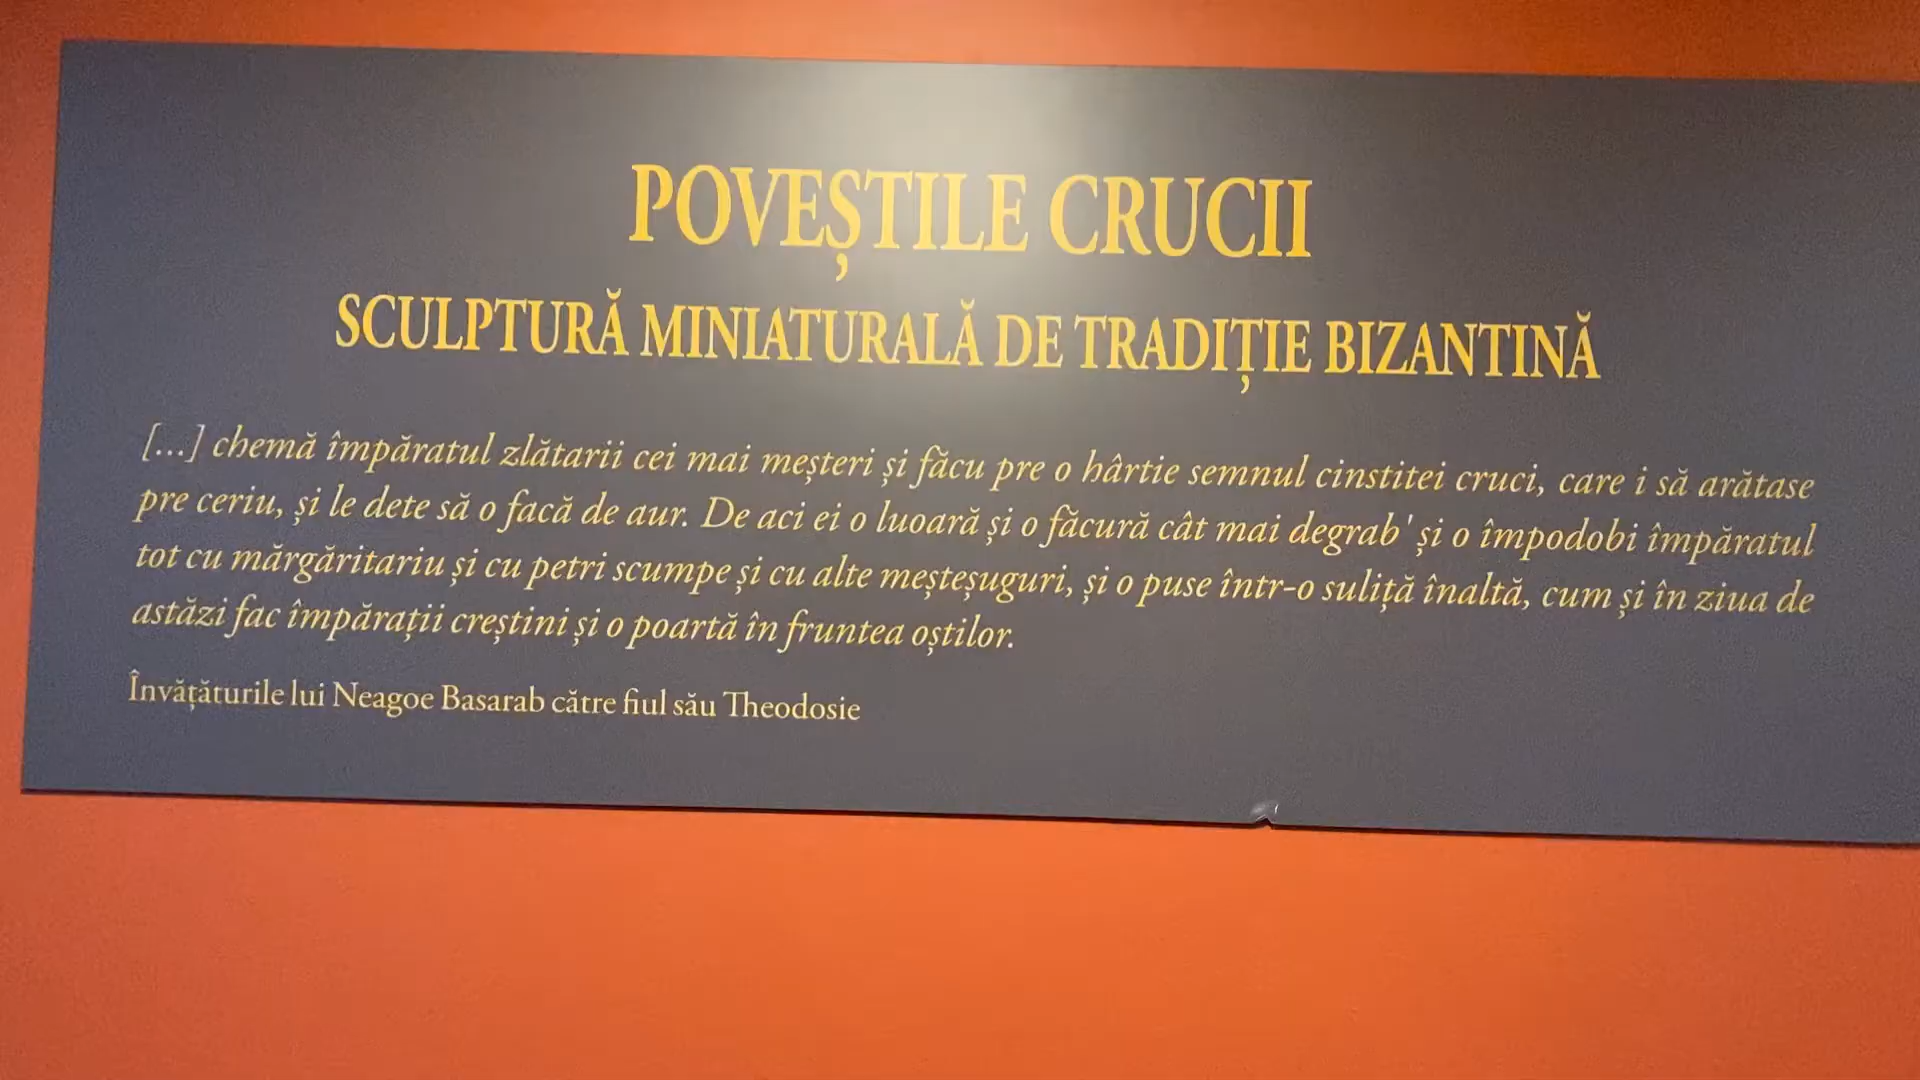 POVEȘTILE CRUCII
SCULPTURĂ MINIATURALĂ DE TRADIȚIE BIZANTINĂ
[...] chemă împăratul zlătarii cei mai meșteri și făcu pre o hârtie semnul cinstitei cruci, care i să arătase
pre ceriu, și le dete să o facă de aur. De aci ei o luoară și o făcură cât mai degrab' și o împodobi împăratul
tot cu mărgăritariu și cu petri scumpe și cu alte meșteșuguri, și o puse într-o suliță înaltă, cum și în ziua de
astăzi fac împărații creștini și o poartă în fruntea oștilor.
Învățăturile lui Neagoe Basarab către fiul său Theodosie